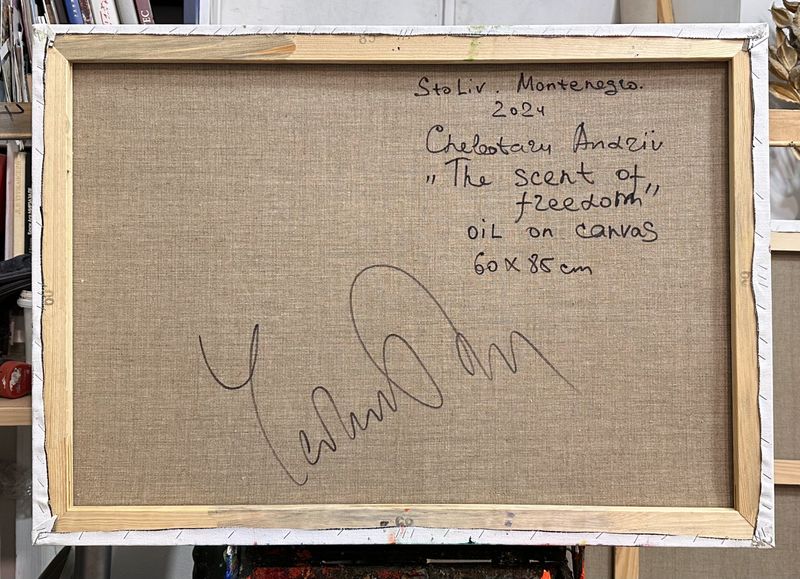 Stoliv. Montenegro.
2024
Chebotaru Andrii
„The scent of
freedom”
oil on canvas
60 x 85 cm